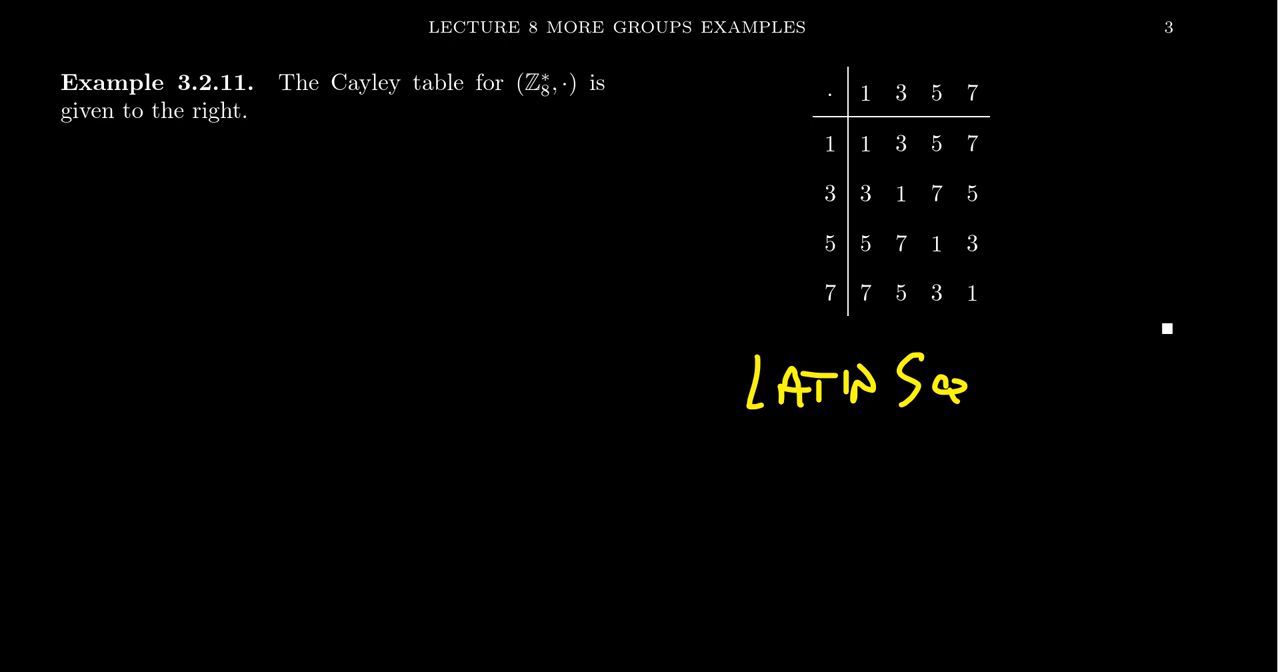 LECTURE 8 MORE GROUPS EXAMPLES 3
Example 3.2.11. The Cayley table for (ℤ₈*, ·) is
given to the right.
· 1 3 5 7
1 1 3 5 7
3 3 1 7 5
5 5 7 1 3
7 7 5 3 1
LATIN SQ